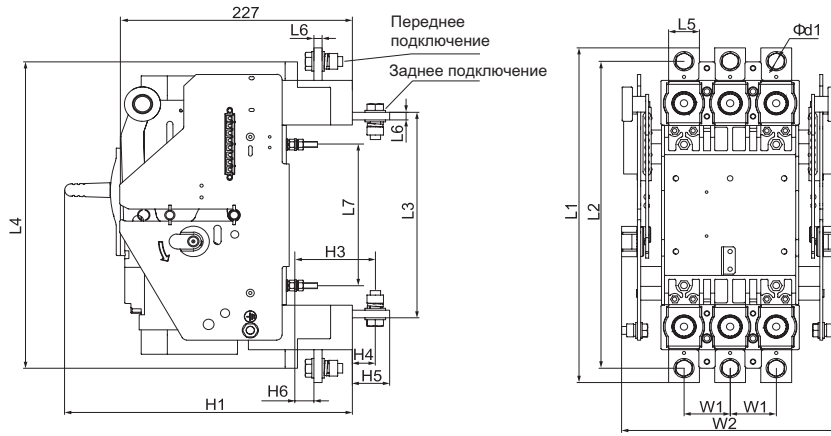 227
L6
Переднее
подключение
Заднее подключение
L6
L7
L3
L4
H3
H4
H5
H6
H1
L5
Фd1
L1
L2
W1
W1
W2